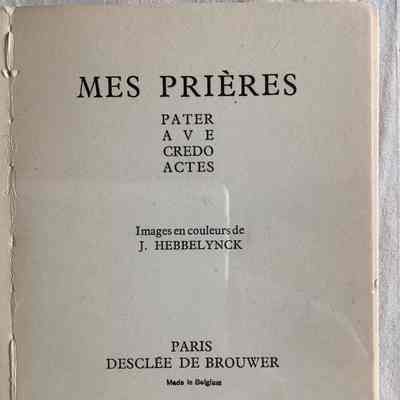 MES PRIÈRES
PATER
AVE
CREDO
ACTES
Images en couleurs de
J. HEBBELYNCK
PARIS
DESCLÉE DE BROUWER
Made in Belgium